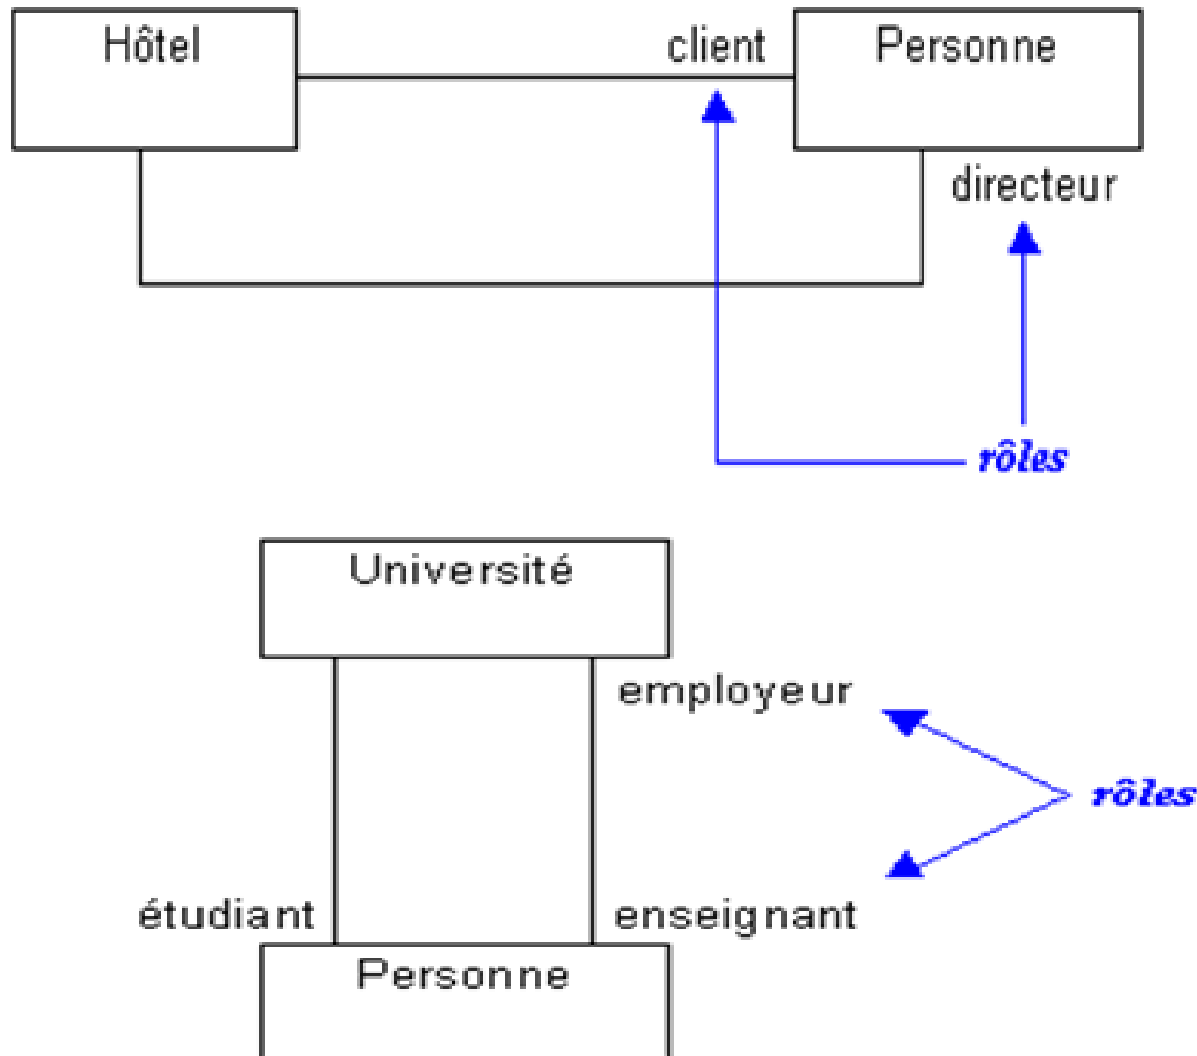 Hôtel
client
Personne
directeur
rôles
Université
employeur
rôles
étudiant
enseignant
Personne